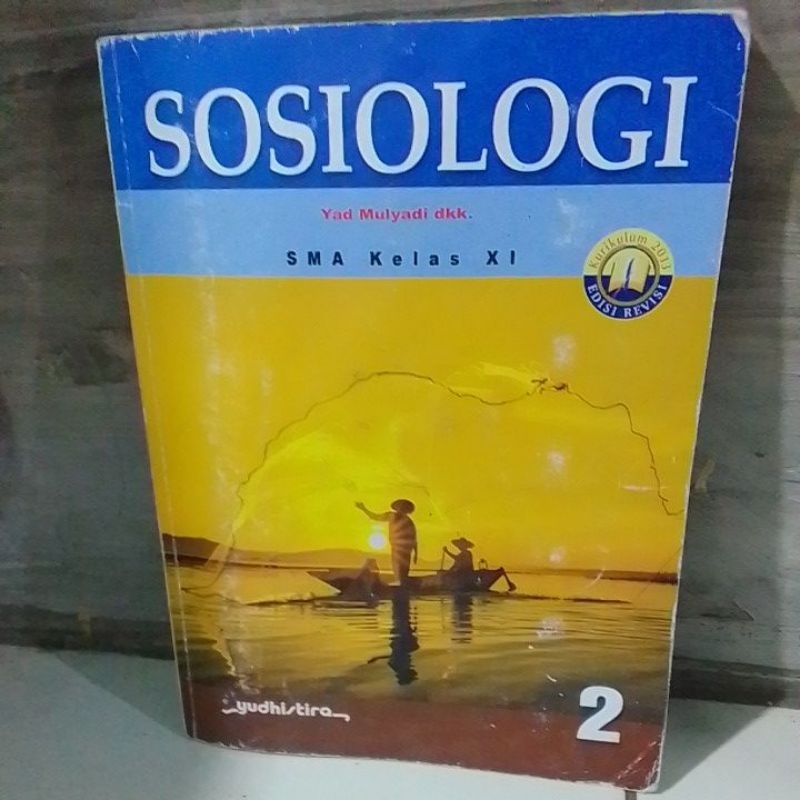 SOSIOLOGI
Yad Mulyadi dkk.
SMA Kelas XI
Kurikulum 2013
EDISI REVISI
yudhistira
2